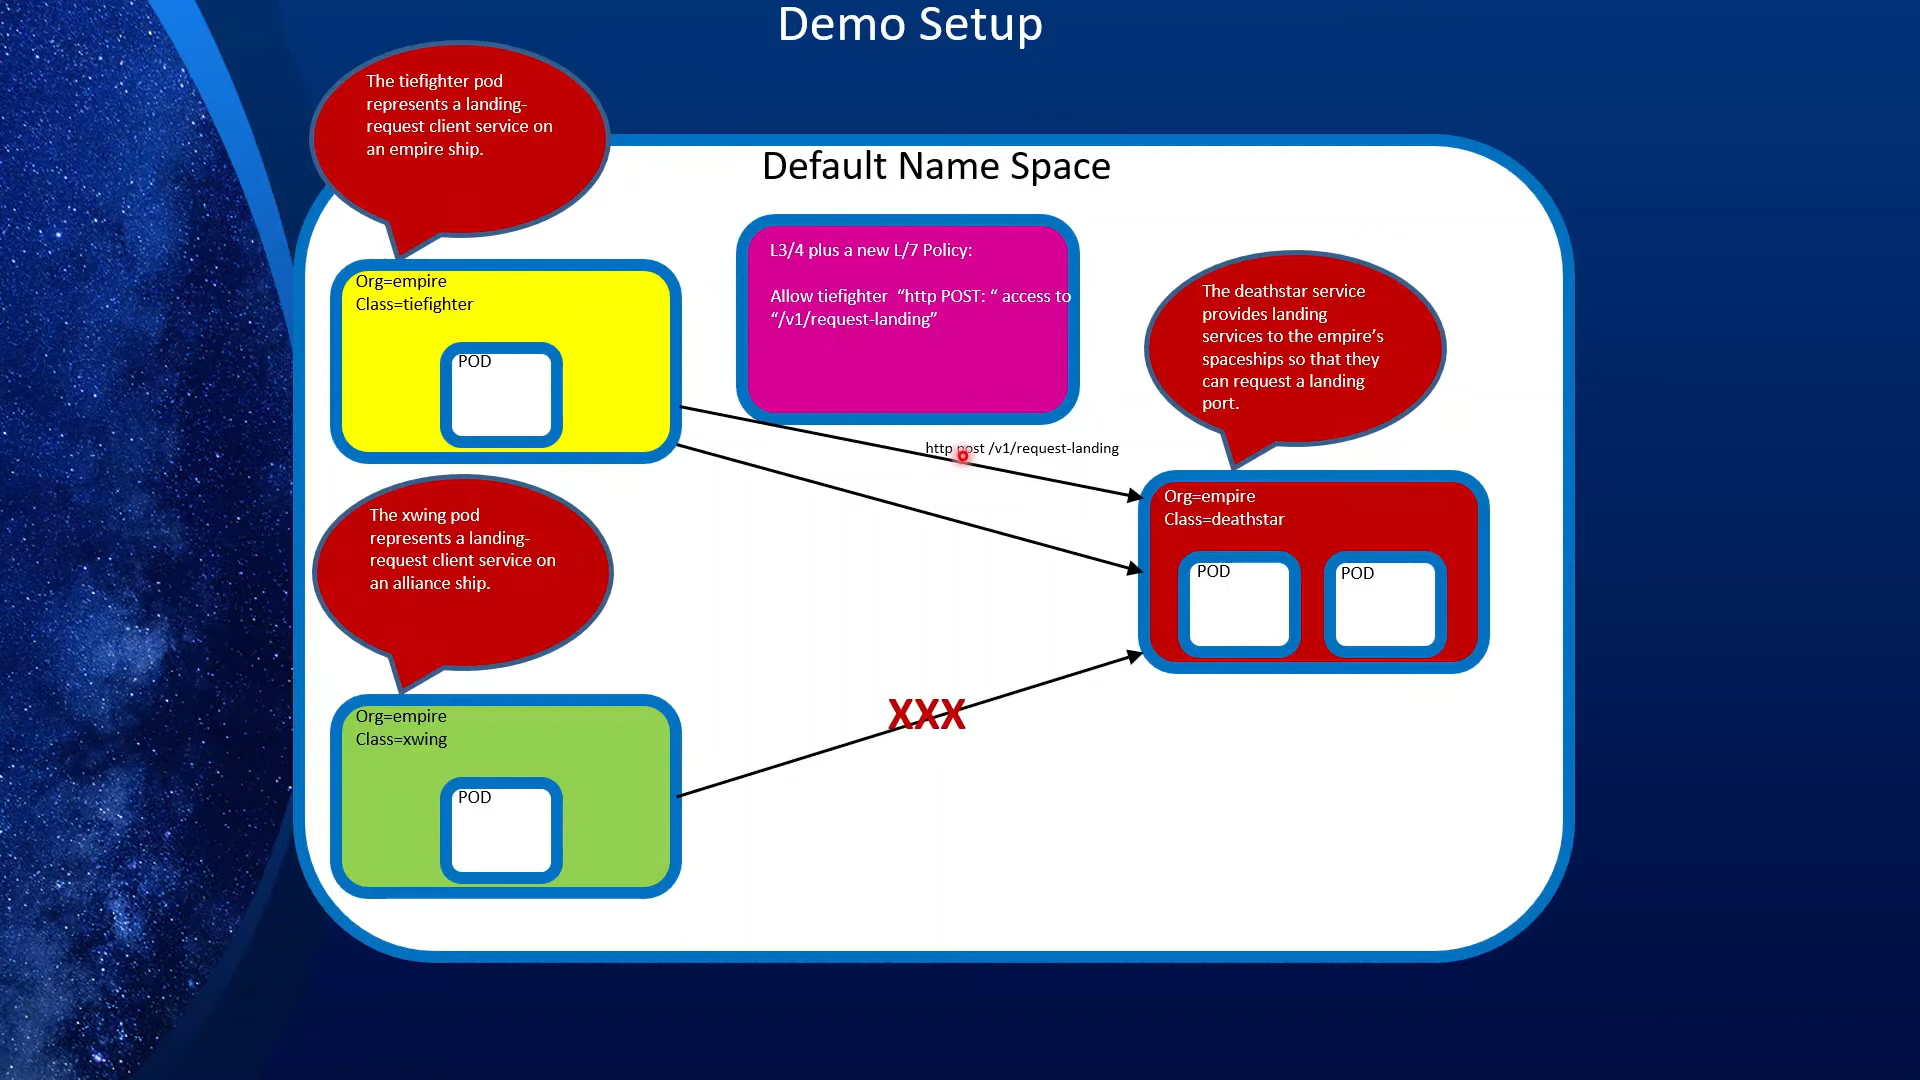 Demo Setup
The tiefighter pod
represents a landing-
request client service on
an empire ship.
Default Name Space
L3/4 plus a new L/7 Policy:
Allow tiefighter  “http POST: “ access to
“/v1/request-landing”
Org=empire
Class=tiefighter
POD
The deathstar service
provides landing
services to the empire’s
spaceships so that they
can request a landing
port.
http post /v1/request-landing
Org=empire
Class=deathstar
POD
POD
The xwing pod
represents a landing-
request client service on
an alliance ship.
XXX
Org=empire
Class=xwing
POD